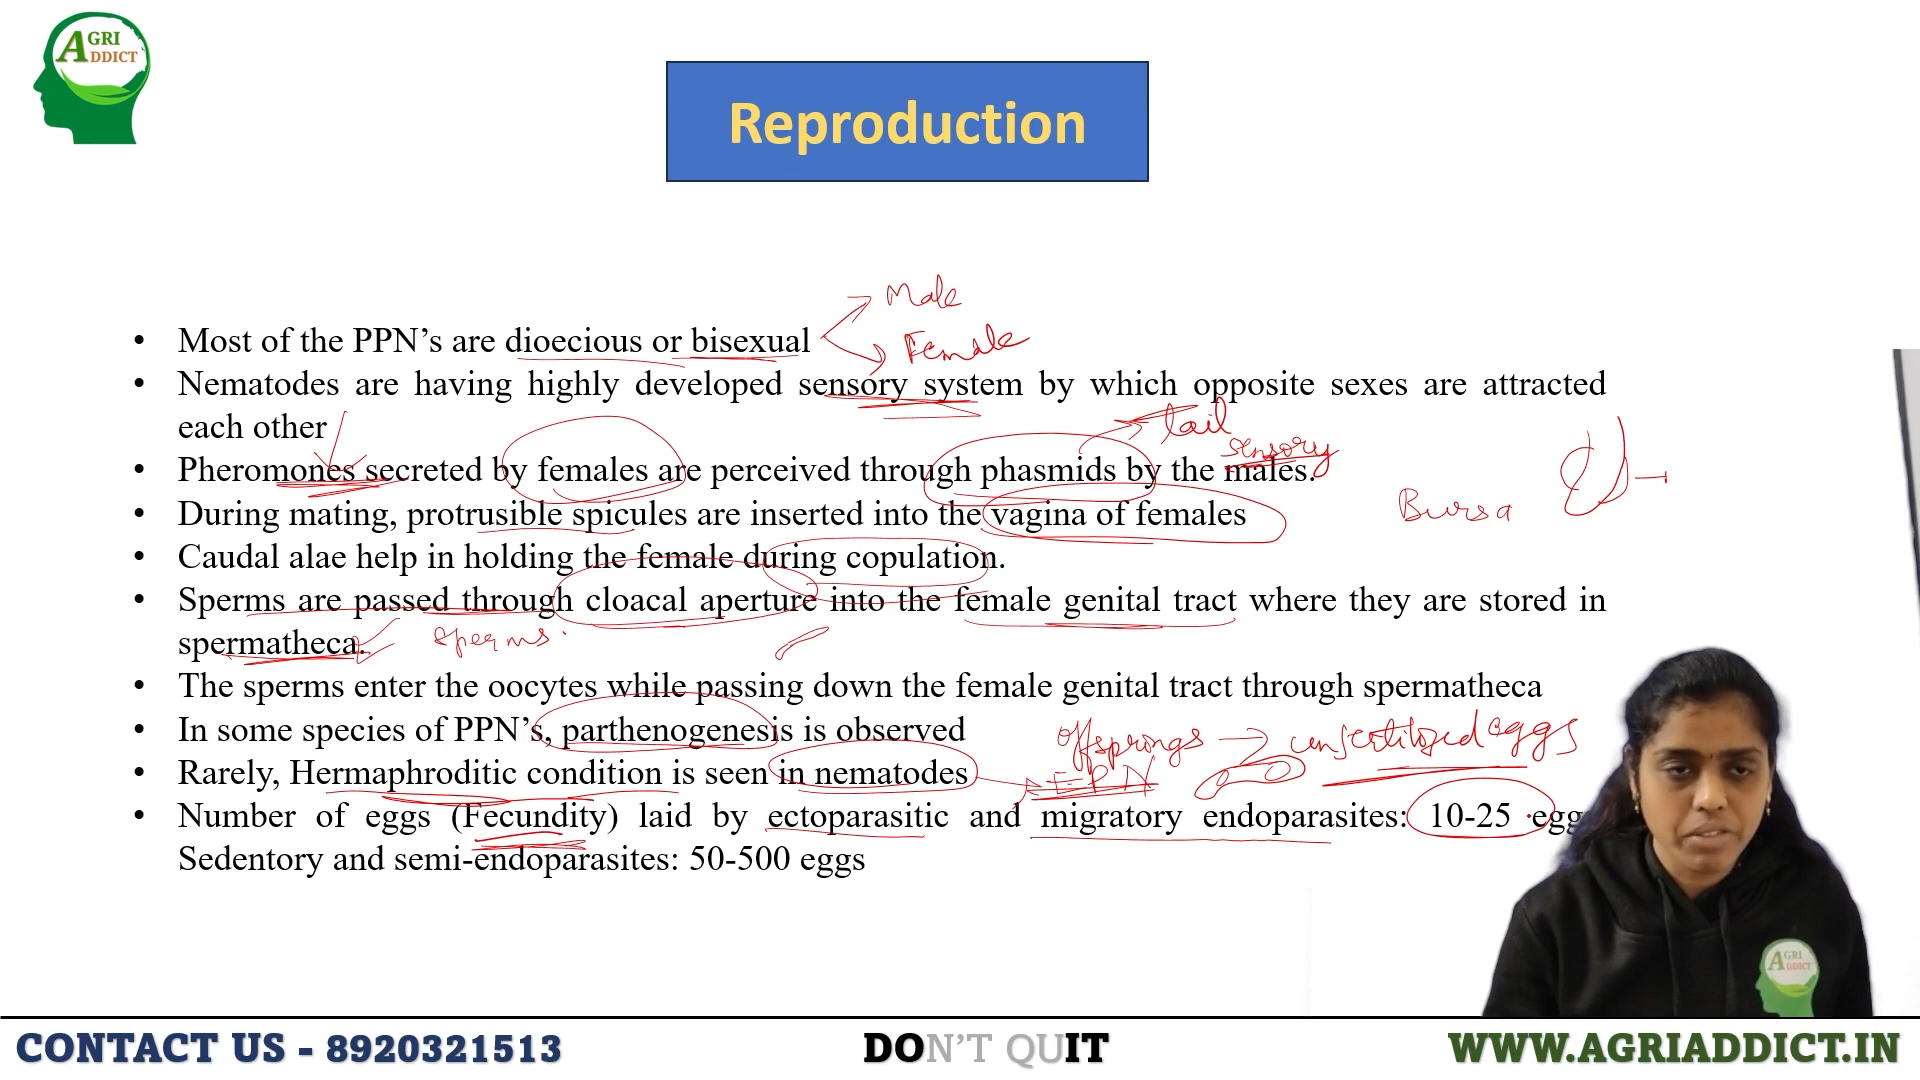 AGRI
ADDICT
Reproduction
Male
• Most of the PPN’s are dioecious or bisexual
Female
• Nematodes are having highly developed sensory system by which opposite sexes are attracted
each other
tail
sensory
• Pheromones secreted by females are perceived through phasmids by the males.
Bursa
• During mating, protrusible spicules are inserted into the vagina of females
• Caudal alae help in holding the female during copulation.
• Sperms are passed through cloacal aperture into the female genital tract where they are stored in
spermatheca. sperms.
• The sperms enter the oocytes while passing down the female genital tract through spermatheca
• In some species of PPN’s, parthenogenesis is observed
offsprings → unfertilized eggs
• Rarely, Hermaphroditic condition is seen in nematodes EPN
• Number of eggs (Fecundity) laid by ectoparasitic and migratory endoparasites: 10-25
Sedentory and semi-endoparasites: 50-500 eggs
AGRI
ADDICT
CONTACT US - 8920321513 DON’T QUIT WWW.AGRIADDICT.IN